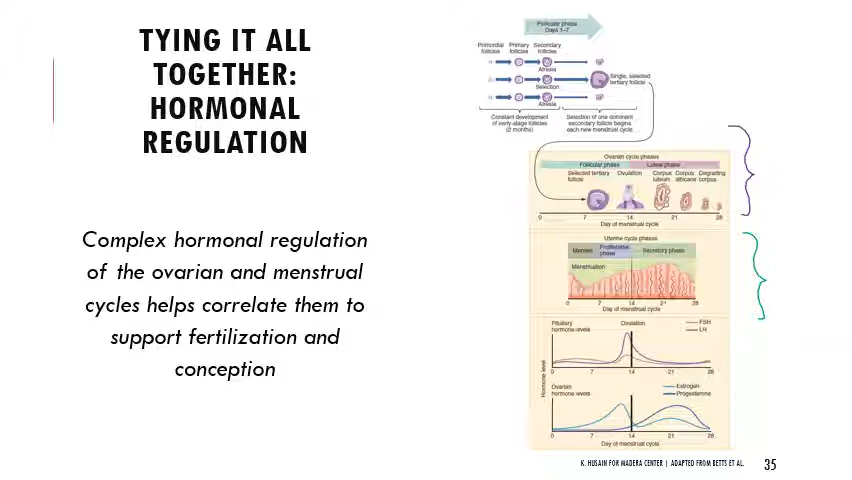 TYING IT ALL
TOGETHER:
HORMONAL
REGULATION
Complex hormonal regulation
of the ovarian and menstrual
cycles helps correlate them to
support fertilization and
conception
Follicular phase
Days 1–7
Primordial follicles
Primary follicles
Secondary follicles
Atresia
Selection
Atresia
Single, selected
tertiary follicle
Constant development
of early-stage follicles
(2 months)
Selection of one dominant
secondary follicle begins
each new menstrual cycle
Ovarian cycle phases
Follicular phase
Luteal phase
Selected tertiary
follicle
Ovulation
Corpus
luteum
Corpus
albicans
Degrading
corpus
0 7 14 21 28
Day of menstrual cycle
Uterine cycle phases
Menses
Proliferative
phase
Secretory phase
Menstruation
0 7 14 21 28
Day of menstrual cycle
Pituitary
hormone levels
Ovulation
FSH
LH
0 7 14 21 28
Hormone level
Ovarian
hormone levels
Estrogen
Progesterone
0 7 14 21 28
Day of menstrual cycle
K. HUSAIN FOR MADERA CENTER | ADAPTED FROM BETTS ET AL.
35